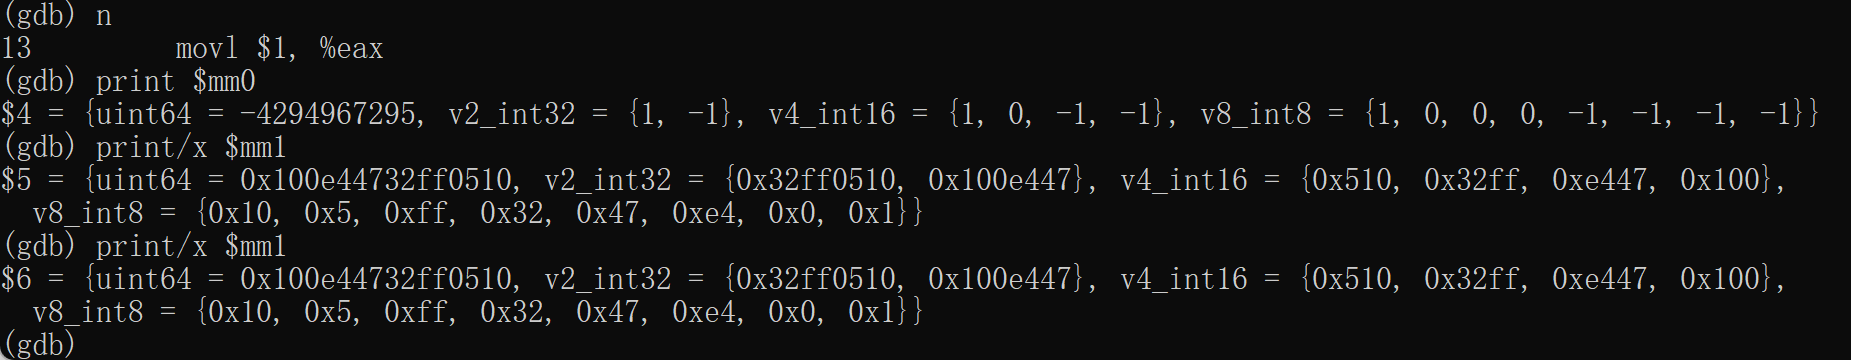 (gdb) n
13         movl $1, %eax
(gdb) print $mm0
$4 = {uint64 = -4294967295, v2_int32 = {1, -1}, v4_int16 = {1, 0, -1, -1}, v8_int8 = {1, 0, 0, 0, -1, -1, -1, -1}}
(gdb) print/x $mm1
$5 = {uint64 = 0x100e44732ff0510, v2_int32 = {0x32ff0510, 0x100e447}, v4_int16 = {0x510, 0x32ff, 0xe447, 0x100},
  v8_int8 = {0x10, 0x5, 0xff, 0x32, 0x47, 0xe4, 0x0, 0x1}}
(gdb) print/x $mm1
$6 = {uint64 = 0x100e44732ff0510, v2_int32 = {0x32ff0510, 0x100e447}, v4_int16 = {0x510, 0x32ff, 0xe447, 0x100},
  v8_int8 = {0x10, 0x5, 0xff, 0x32, 0x47, 0xe4, 0x0, 0x1}}
(gdb)